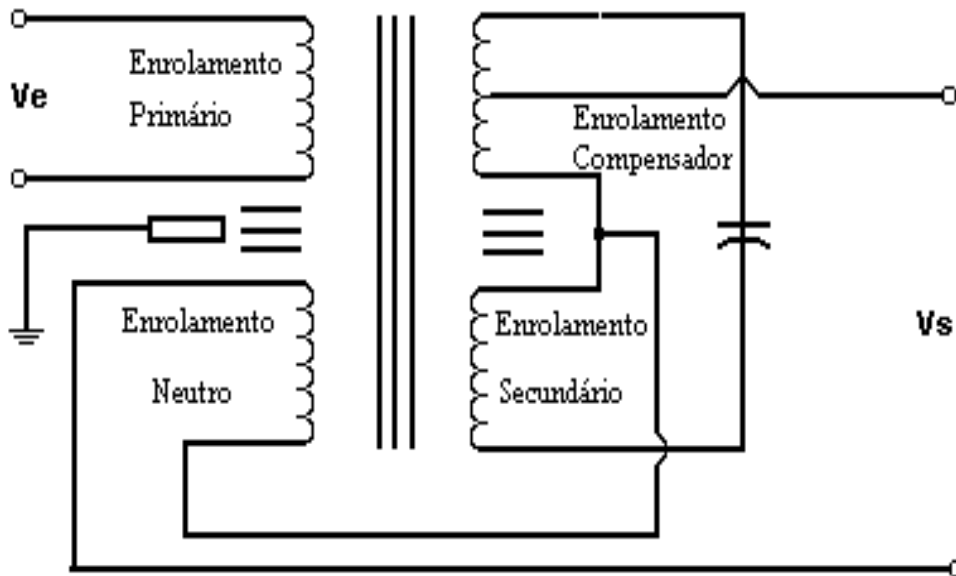 Enrolamento
Primário
Ve
Enrolamento
Compensador
Enrolamento
Neutro
Enrolamento
Secundário
Vs